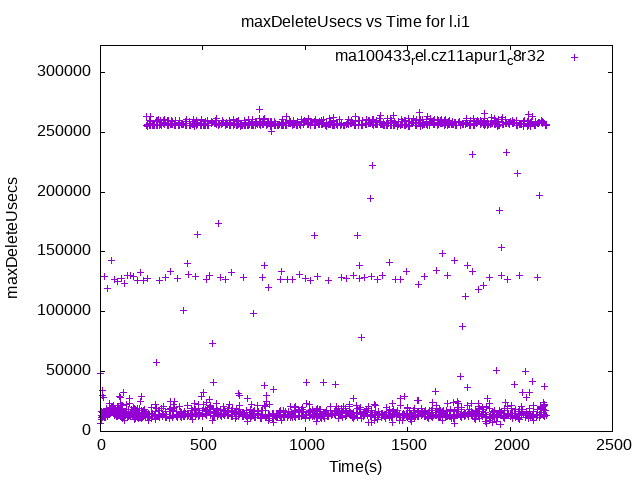 maxDeleteUsecs vs Time for l.i1
ma100433_rel.cz11apur1_c8r32
300000
250000
200000
150000
100000
50000
0
maxDeleteUsecs
0 500 1000 1500 2000 2500
Time(s)